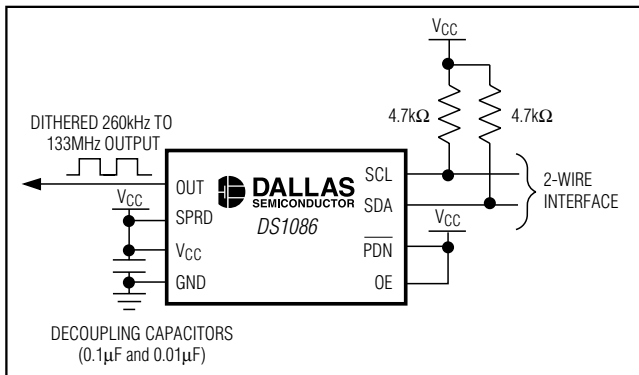 VCC
4.7kΩ
4.7kΩ
DITHERED 260kHz TO
133MHz OUTPUT
OUT
SPRD
VCC
GND
VCC
DALLAS
SEMICONDUCTOR
DS1086
SCL
SDA
PDN
OE
VCC
2-WIRE
INTERFACE
DECOUPLING CAPACITORS
(0.1µF and 0.01µF)